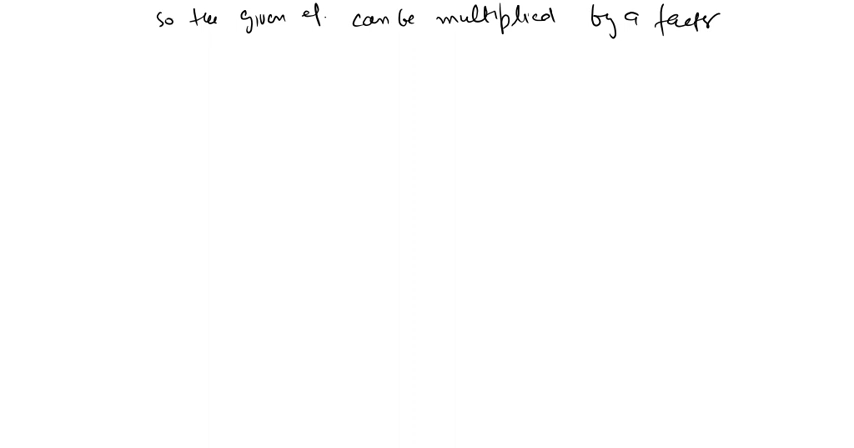 so the given eq. can be multiplied by a factor